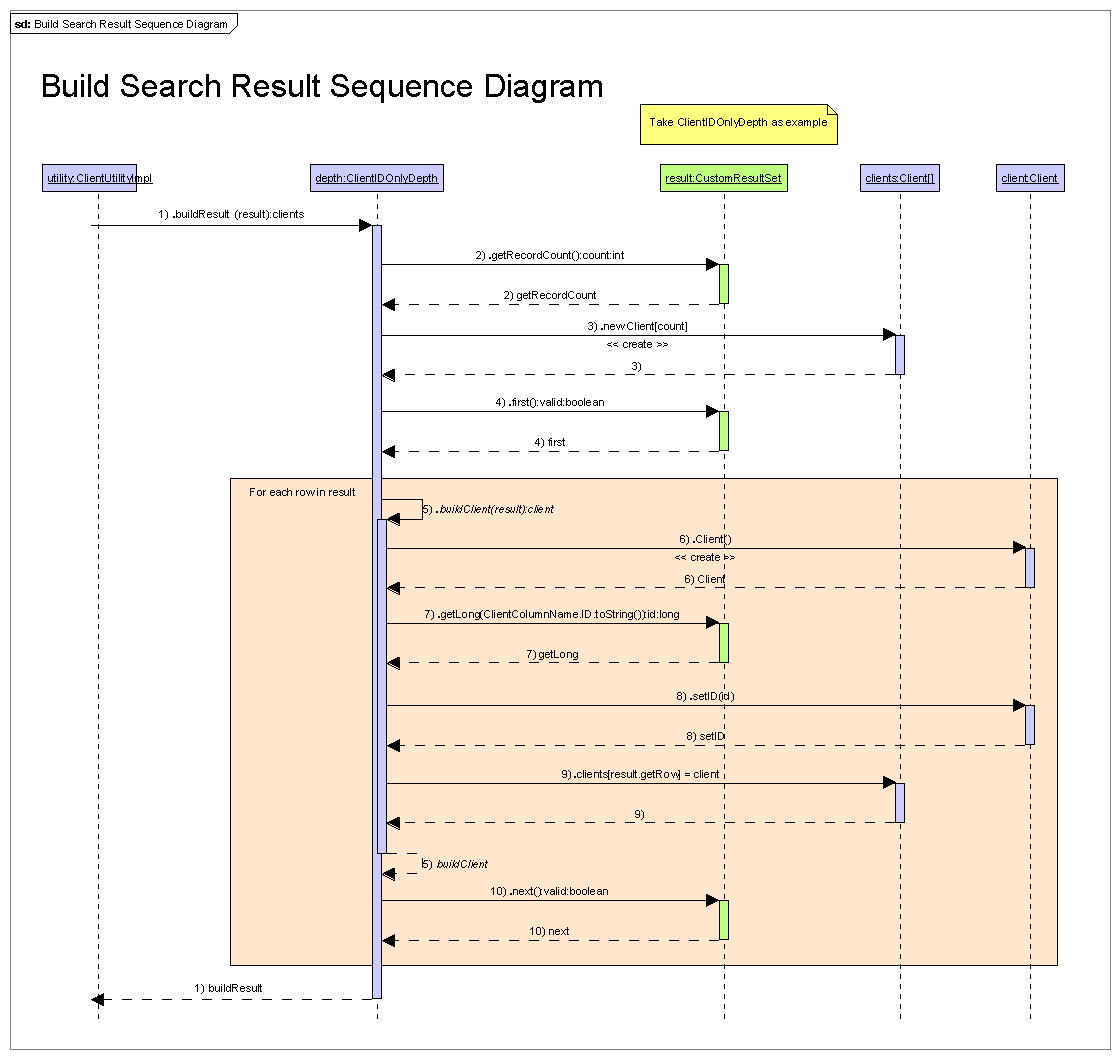 sd: Build Search Result Sequence Diagram
Build Search Result Sequence Diagram
Take ClientIDOnlyDepth as example
utility:ClientUtilityImpl
depth:ClientIDOnlyDepth
result:CustomResultSet
clients:Client[]
client:Client
1) .buildResult (result):clients
2) .getRecordCount():count:int
2) getRecordCount
3) .new Client[count]
<< create >>
3)
4) .first():valid:boolean
4) first
For each row in result
5) .buildClient(result):client
6) .Client()
<< create >>
6) Client
7) .getLong(ClientColumnName.ID.toString()):id:long
7) getLong
8) .setID(id)
8) setID
9) .clients[result.getRow] = client
9)
5) buildClient
10) .next():valid:boolean
10) next
1) buildResult